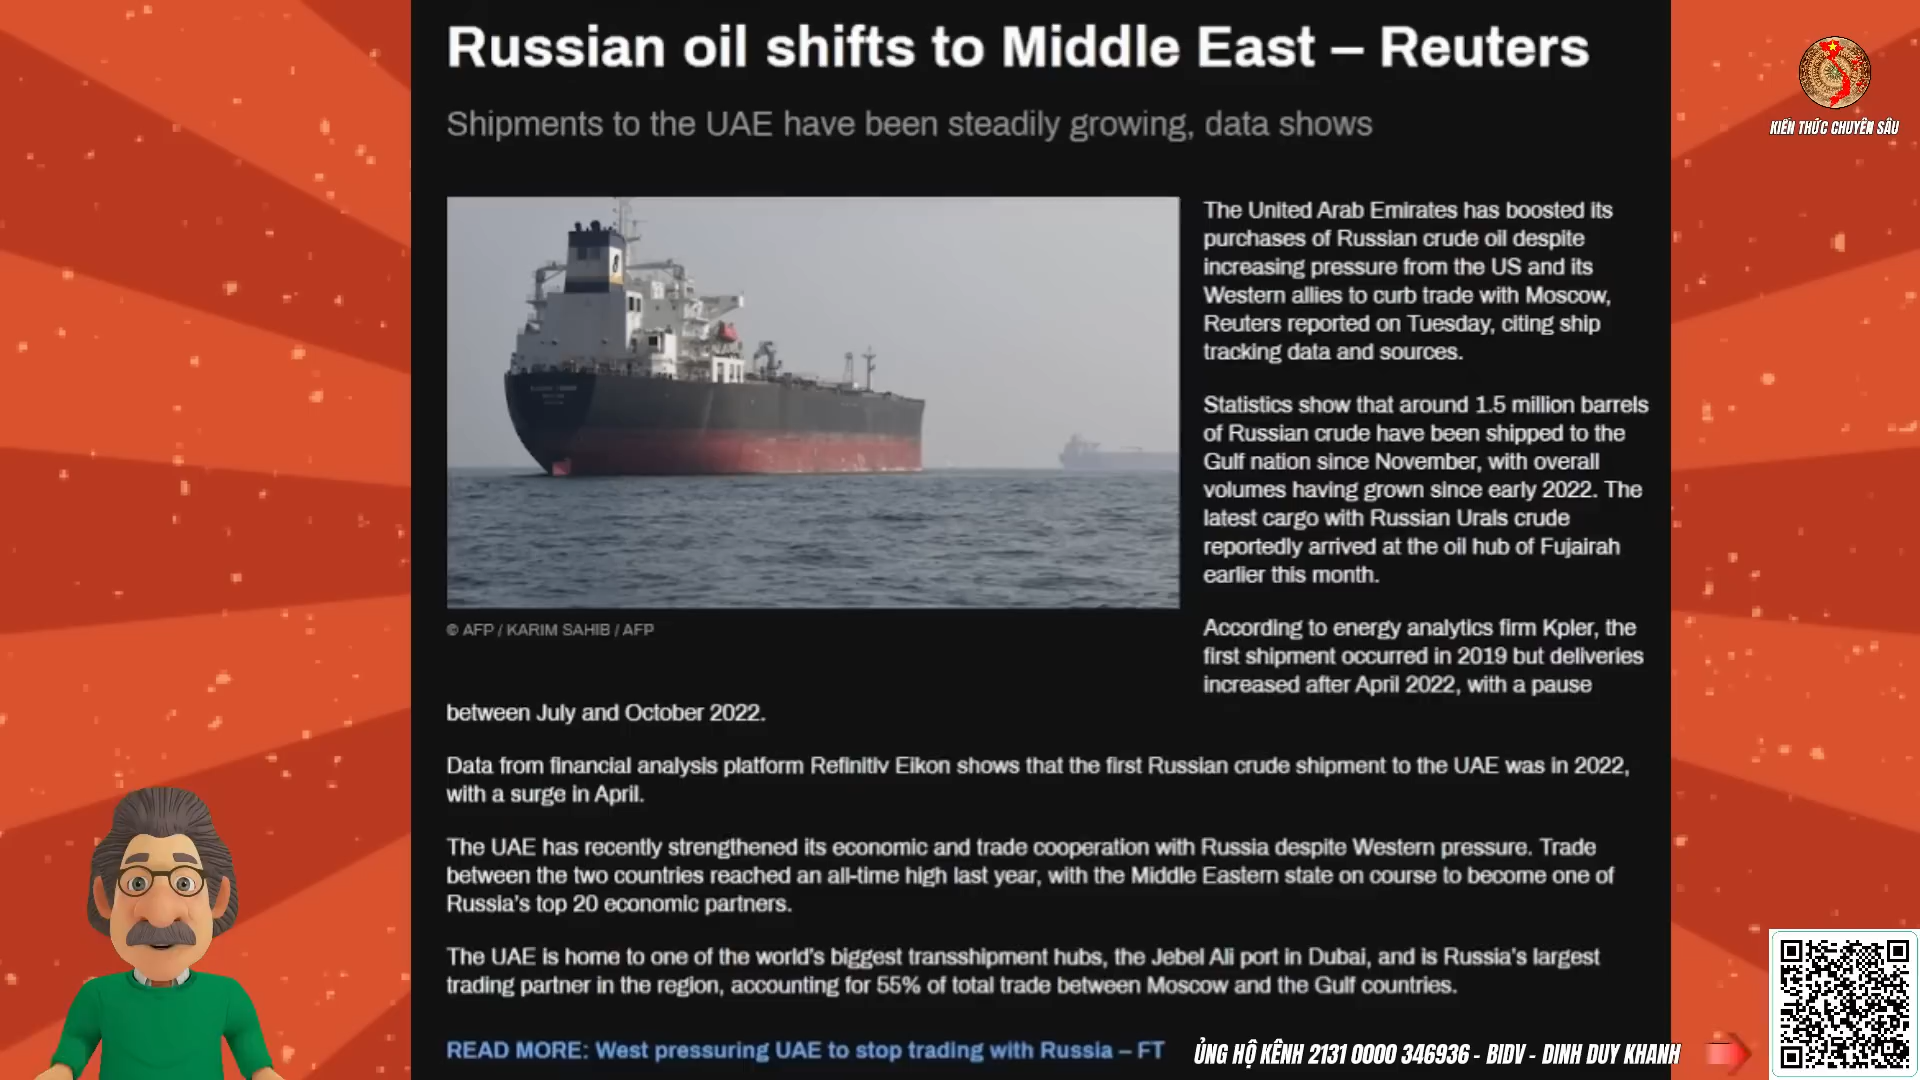 Russian oil shifts to Middle East – Reuters
Shipments to the UAE have been steadily growing, data shows
KIẾN THỨC CHUYÊN SÂU
The United Arab Emirates has boosted its
purchases of Russian crude oil despite
increasing pressure from the US and its
Western allies to curb trade with Moscow,
Reuters reported on Tuesday, citing ship
tracking data and sources.
Statistics show that around 1.5 million barrels
of Russian crude have been shipped to the
Gulf nation since November, with overall
volumes having grown since early 2022. The
latest cargo with Russian Urals crude
reportedly arrived at the oil hub of Fujairah
earlier this month.
© AFP / KARIM SAHIB / AFP
According to energy analytics firm Kpler, the
first shipment occurred in 2019 but deliveries
increased after April 2022, with a pause
between July and October 2022.
Data from financial analysis platform Refinitiv Eikon shows that the first Russian crude shipment to the UAE was in 2022,
with a surge in April.
The UAE has recently strengthened its economic and trade cooperation with Russia despite Western pressure. Trade
between the two countries reached an all-time high last year, with the Middle Eastern state on course to become one of
Russia's top 20 economic partners.
The UAE is home to one of the world's biggest transshipment hubs, the Jebel Ali port in Dubai, and is Russia's largest
trading partner in the region, accounting for 55% of total trade between Moscow and the Gulf countries.
READ MORE: West pressuring UAE to stop trading with Russia – FT
ỦNG HỘ KÊNH 2131 0000 346936 - BIDV - DINH DUY KHANH